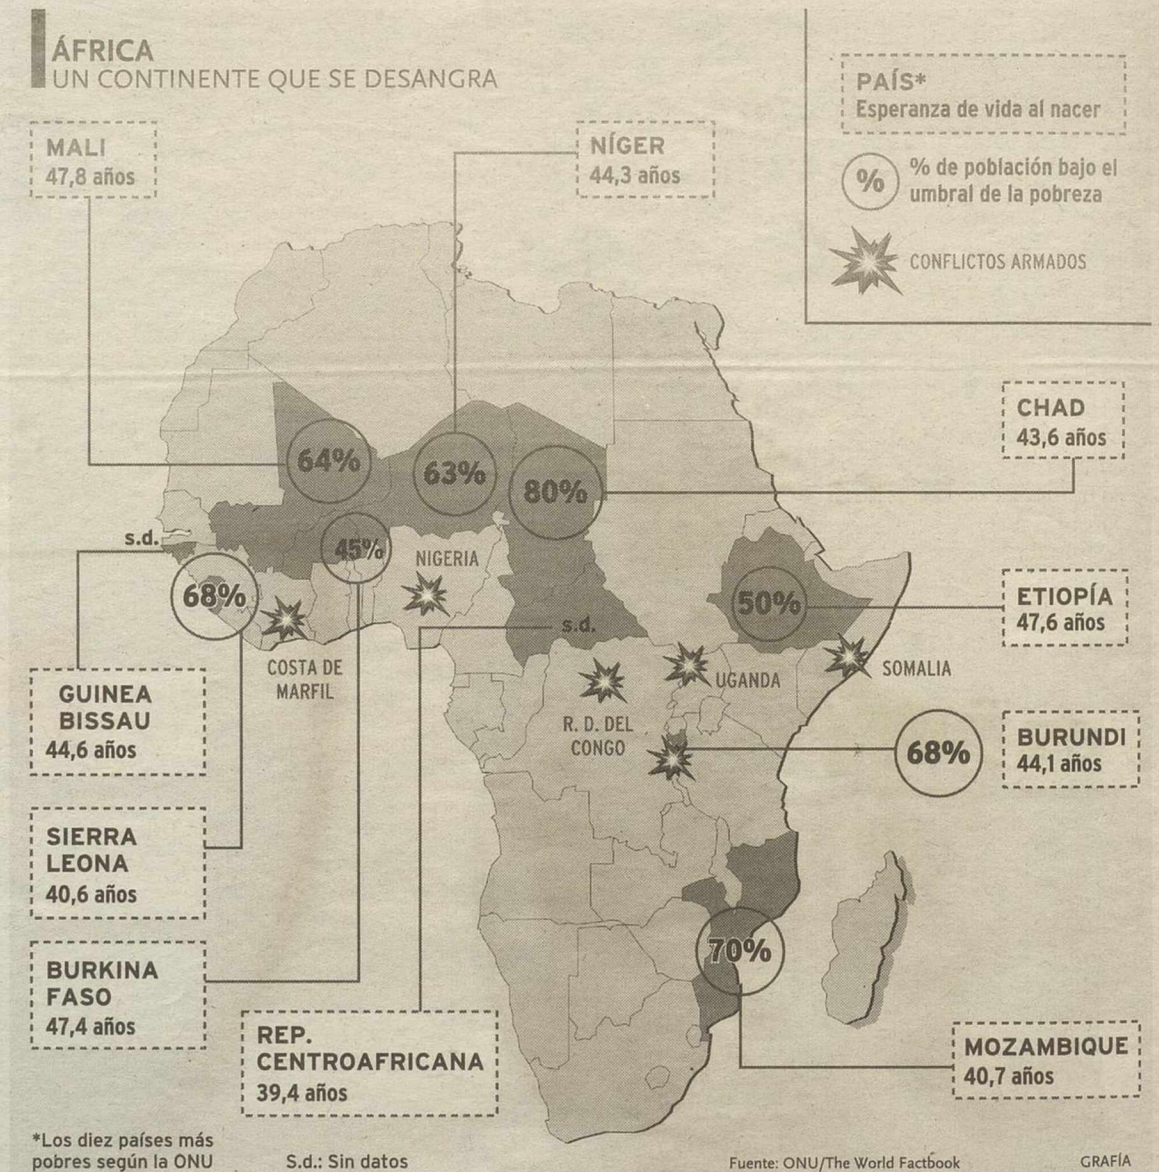 ÁFRICA
UN CONTINENTE QUE SE DESANGRA
PAÍS*
Esperanza de vida al nacer
%
% de población bajo el
umbral de la pobreza
CONFLICTOS ARMADOS
MALI
47,8 años
NÍGER
44,3 años
CHAD
43,6 años
64%
63%
80%
s.d.
45%
NIGERIA
68%
50%
ETIOPÍA
47,6 años
s.d.
COSTA DE
MARFIL
UGANDA
SOMALIA
GUINEA
BISSAU
44,6 años
R. D. DEL
CONGO
68%
BURUNDI
44,1 años
SIERRA
LEONA
40,6 años
70%
BURKINA
FASO
47,4 años
REP.
CENTROAFRICANA
39,4 años
MOZAMBIQUE
40,7 años
*Los diez países más
pobres según la ONU
S.d.: Sin datos
Fuente: ONU/The World Factbook
GRAFÍA